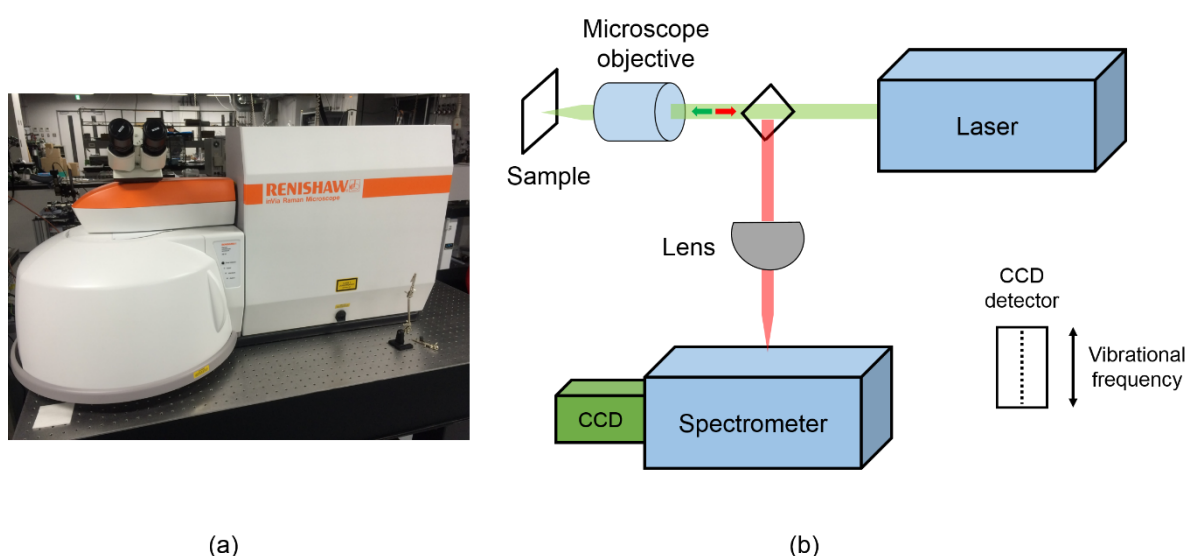 RENISHAW
inVia Raman Microscope
(a)
Microscope
objective
Sample
Laser
Lens
CCD
detector
Vibrational
frequency
CCD
Spectrometer
(b)